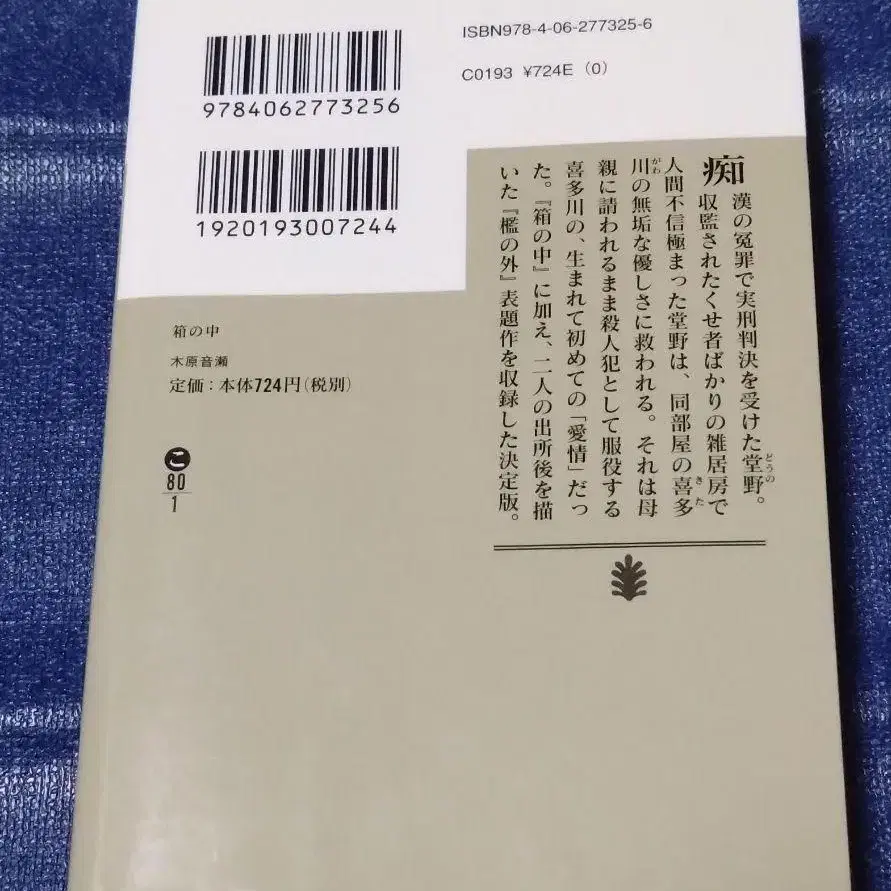 ISBN978-4-06-277325-6
C0193 ¥724E (0)
9784062773256
1920193007244
痴漢の冤罪で実刑判決を受けた堂野。
収監されたくせ者ばかりの雑居房で
人間不信極まった堂野は、同部屋の喜多
川の無垢な優しさに救われる。それは母
親に請われるまま殺人犯として服役する
喜多川の、生まれて初めての「愛情」だっ
た。『箱の中』に加え、二人の出所後を描
いた『檻の外』表題作を収録した決定版。
どうの
きた
がわ
箱の中
木原音瀬
定価：本体724円(税別)
こ
80
1